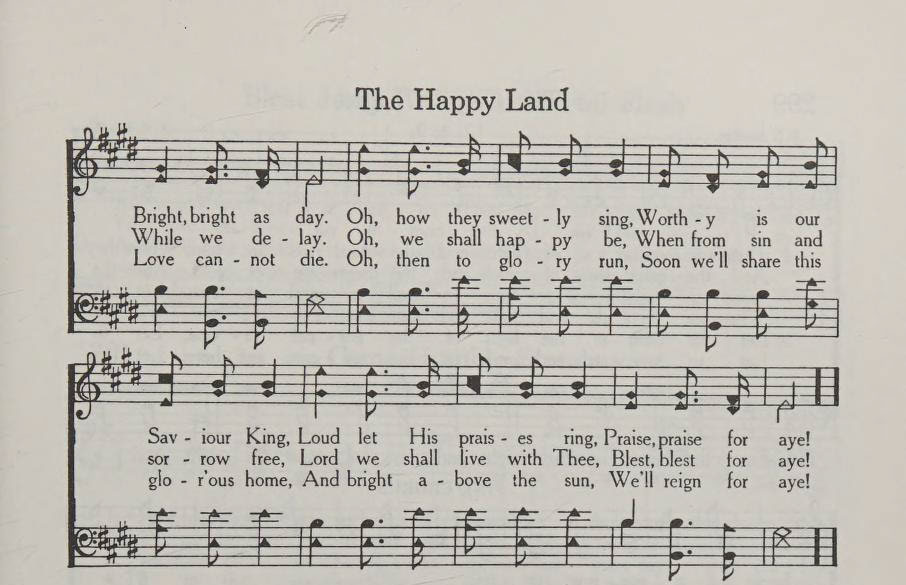 The Happy Land
Bright, bright as day. Oh, how they sweet - ly sing, Worth - y is our
While we de - lay. Oh, we shall hap - py be, When from sin and
Love can - not die. Oh, then to glo - ry run, Soon we'll share this
Sav - iour King, Loud let His prais - es ring, Praise, praise for aye!
sor - row free, Lord we shall live with Thee, Blest, blest for aye!
glo - r'ous home, And bright a - bove the sun, We'll reign for aye!